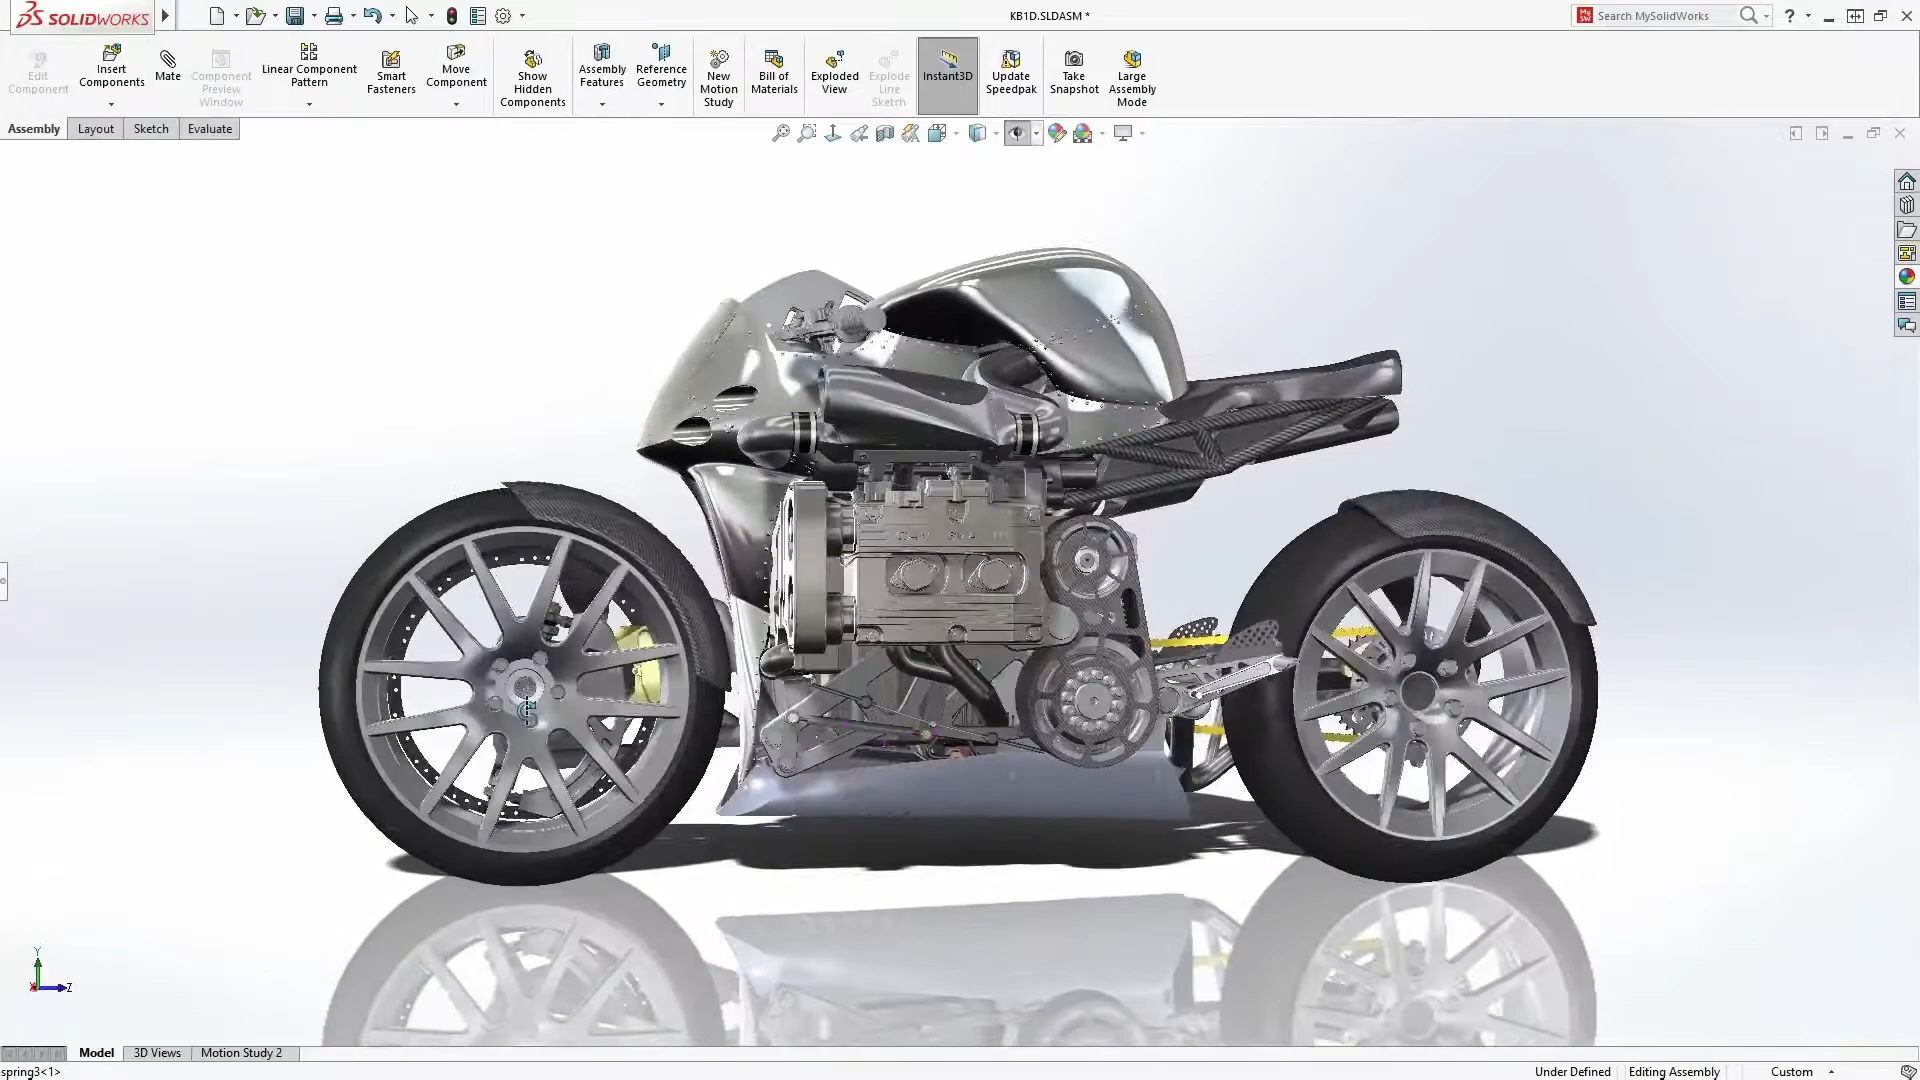 SOLIDWORKS
KB1D.SLDASM *
Search MySolidWorks
?
Edit
Component
Insert
Components
Mate
Component
Preview
Window
Linear Component
Pattern
Smart
Fasteners
Move
Component
Show
Hidden
Components
Assembly
Features
Reference
Geometry
New
Motion
Study
Bill of
Materials
Exploded
View
Explode
Line
Sketch
Instant3D
Update
Speedpak
Take
Snapshot
Large
Assembly
Mode
Assembly
Layout
Sketch
Evaluate
Y
X
Z
Model
3D Views
Motion Study 2
spring3<1>
Under Defined
Editing Assembly
Custom